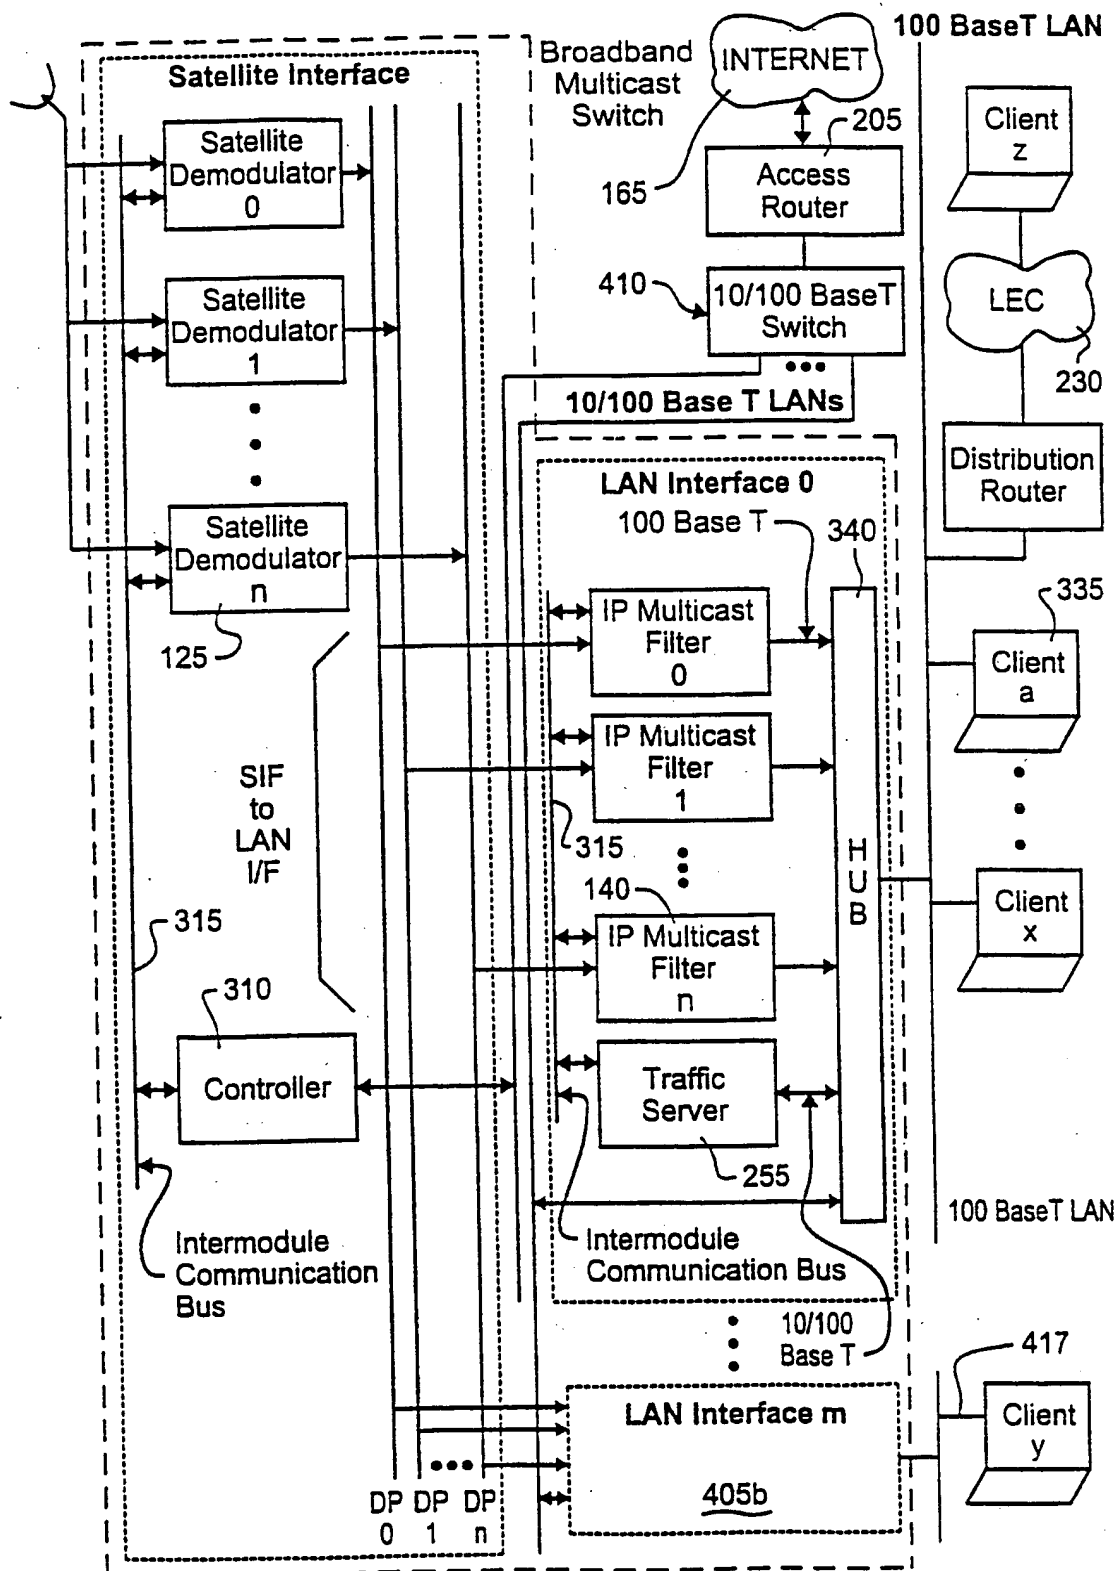 100 BaseT LAN
Satellite Interface
Broadband
Multicast
Switch
INTERNET
165
205
Access
Router
410
10/100 BaseT
Switch
10/100 Base T LANs
Client
z
LEC
230
Distribution
Router
Satellite
Demodulator
0
Satellite
Demodulator
1
Satellite
Demodulator
n
125
SIF
to
LAN
I/F
315
310
Controller
Intermodule
Communication
Bus
DP
0
DP
1
DP
n
LAN Interface 0
100 Base T
340
IP Multicast
Filter
0
IP Multicast
Filter
1
315
140
IP Multicast
Filter
n
Traffic
Server
255
HUB
Intermodule
Communication Bus
10/100
Base T
335
Client
a
Client
x
100 BaseT LAN
LAN Interface m
405b
417
Client
y